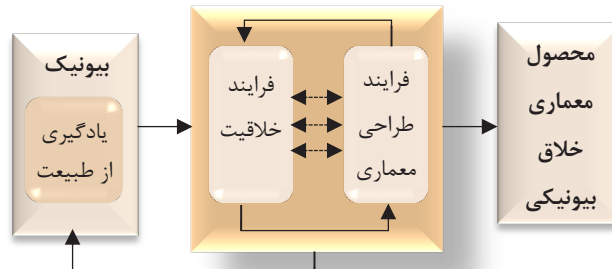 بیونیک
یادگیری
از طبیعت
فرایند
خلاقیت
فرایند
طراحی
معماری
محصول
معماری
خلاق
بیونیکی